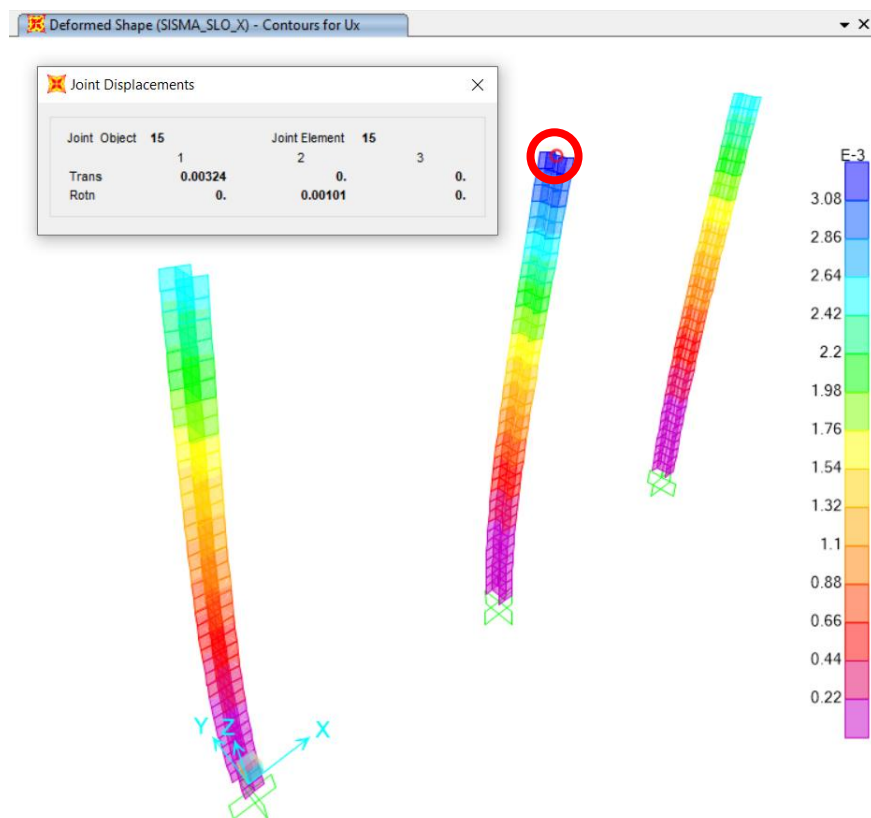 Deformed Shape (SISMA_SLO_X) - Contours for Ux
Joint Displacements
Joint Object 15 Joint Element 15
1 2 3
Trans 0.00324 0. 0.
Rotn 0. 0.00101 0.
E-3
3.08
2.86
2.64
2.42
2.2
1.98
1.76
1.54
1.32
1.1
0.88
0.66
0.44
0.22
Y Z X